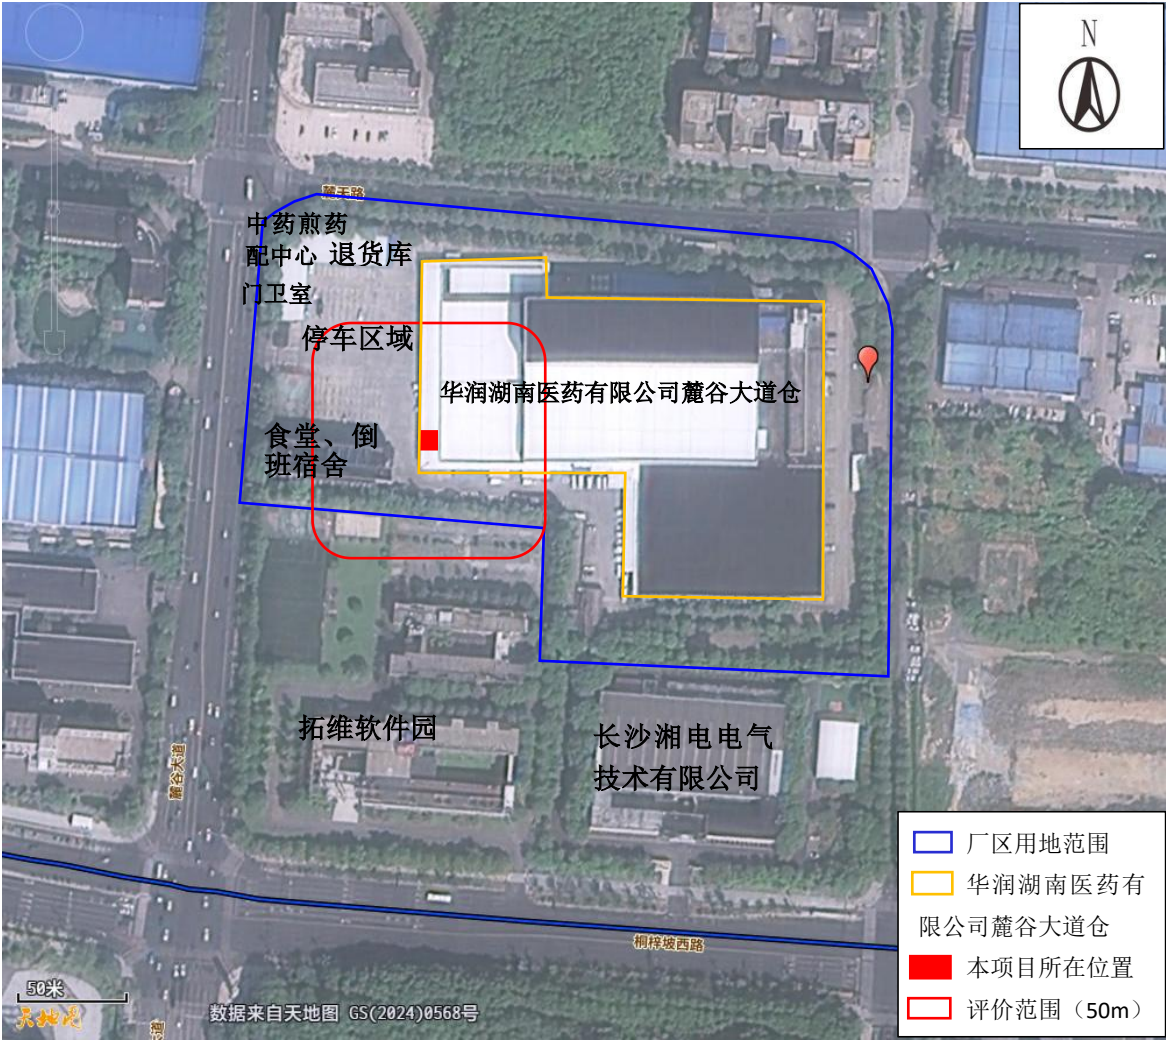 N
麓天路
中药煎药
配中心 退货库
门卫室
停车区域
华润湖南医药有限公司麓谷大道仓
食堂、倒
班宿舍
拓维软件园
长沙湘电电气
技术有限公司
麓谷大道
厂区用地范围
华润湖南医药有
限公司麓谷大道仓
本项目所在位置
评价范围（50m）
桐梓坡西路
50米
天地图
数据来自天地图 GS(2024)0568号
大道